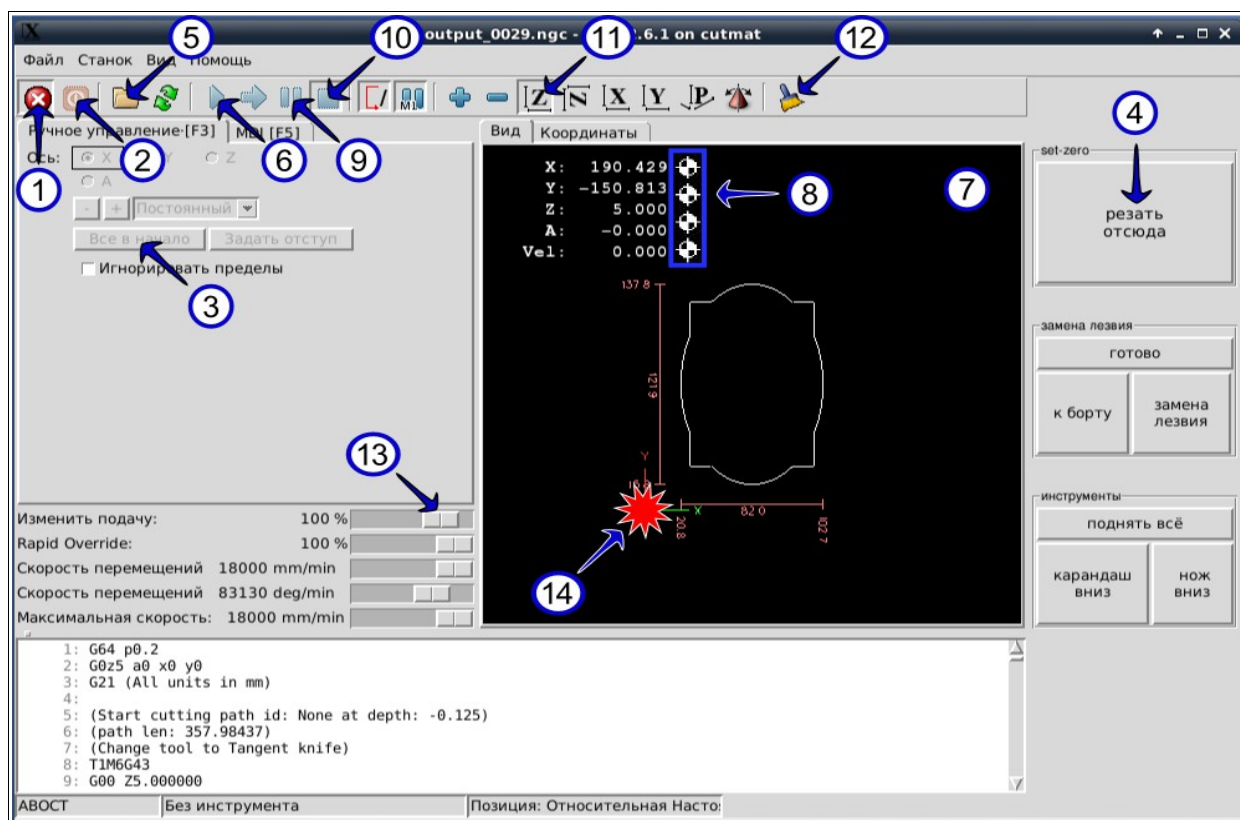 output_0029.ngc - .6.1 on cutmat
5
10
11
12
Файл Станок Вид Помощь
Ручное управление [F3] MDI [F5]
Вид Координаты
1
2
6
9
8
7
4
Ось: X Y Z
A
- + Постоянный
Все в начало Задать отступ
Игнорировать пределы
3
X: 190.429
Y: -150.813
Z: 5.000
A: -0.000
Vel: 0.000
137.8
121.9
Y
X
20.8
82.0
102.7
set-zero
резать
отсюда
замена лезвия
готово
к борту
замена
лезвия
инструменты
поднять всё
карандаш
вниз
нож
вниз
13
14
Изменить подачу: 100 %
Rapid Override: 100 %
Скорость перемещений 18000 mm/min
Скорость перемещений 83130 deg/min
Максимальная скорость: 18000 mm/min
1: G64 p0.2
2: G0z5 a0 x0 y0
3: G21 (All units in mm)
4:
5: (Start cutting path id: None at depth: -0.125)
6: (path len: 357.98437)
7: (Change tool to Tangent knife)
8: T1M6G43
9: G00 Z5.000000
АВОСТ Без инструмента Позиция: Относительная Насто